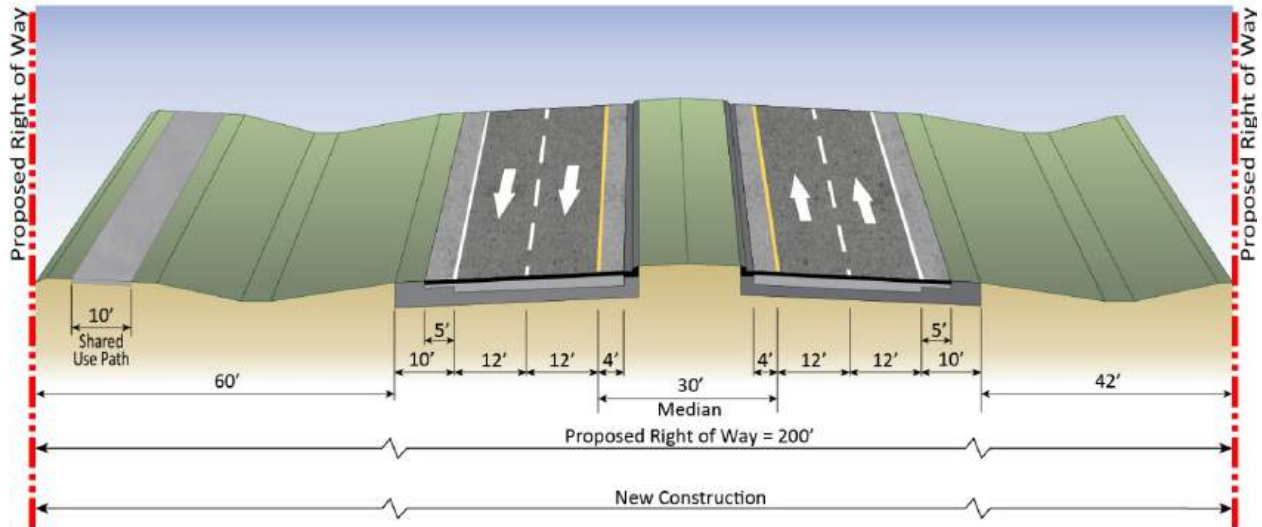 Proposed Right of Way
Proposed Right of Way
10’
Shared
Use Path
5’
5’
10’
12’
12’
4’
4’
12’
12’
10’
60’
30’
Median
42’
Proposed Right of Way = 200’
New Construction